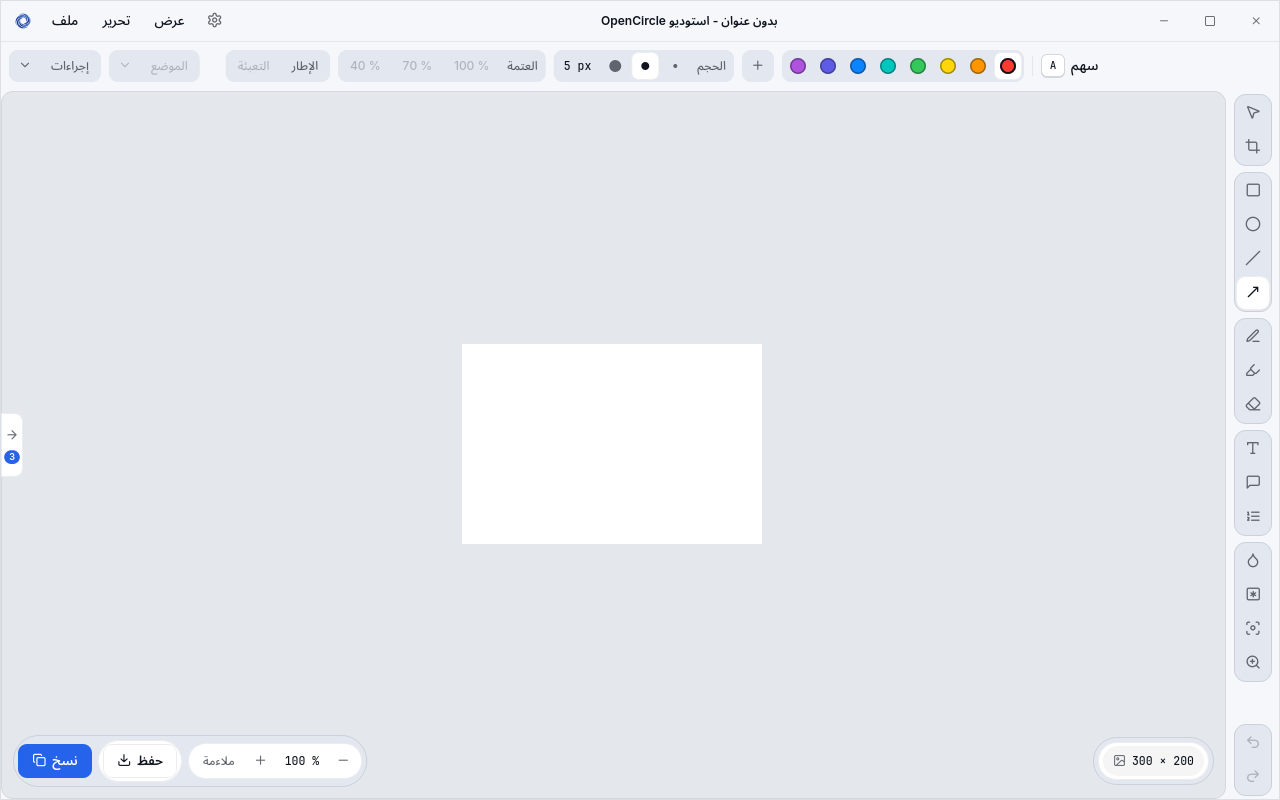 ملف
تحرير
عرض
بدون عنوان - استوديو OpenCircle
سهم
A
الحجم
5 px
العتمة
100 %
70 %
40 %
الإطار
التعبئة
الموضع
إجراءات
3
300 × 200
100 %
ملاءمة
حفظ
نسخ